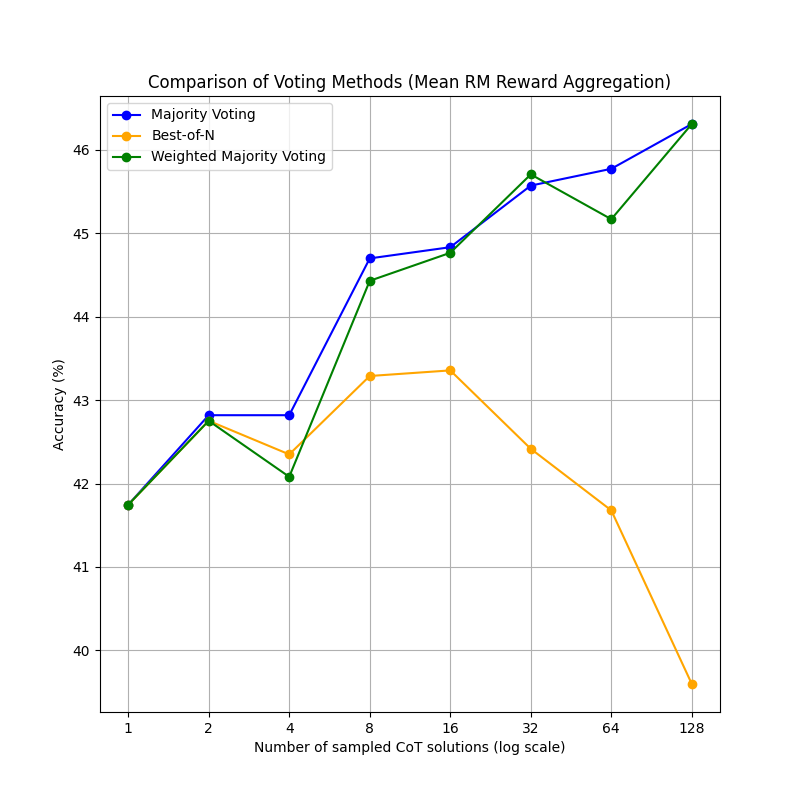 Comparison of Voting Methods (Mean RM Reward Aggregation)
Majority Voting
Best-of-N
Weighted Majority Voting
46
45
44
43
42
41
40
Accuracy (%)
1 2 4 8 16 32 64 128
Number of sampled CoT solutions (log scale)